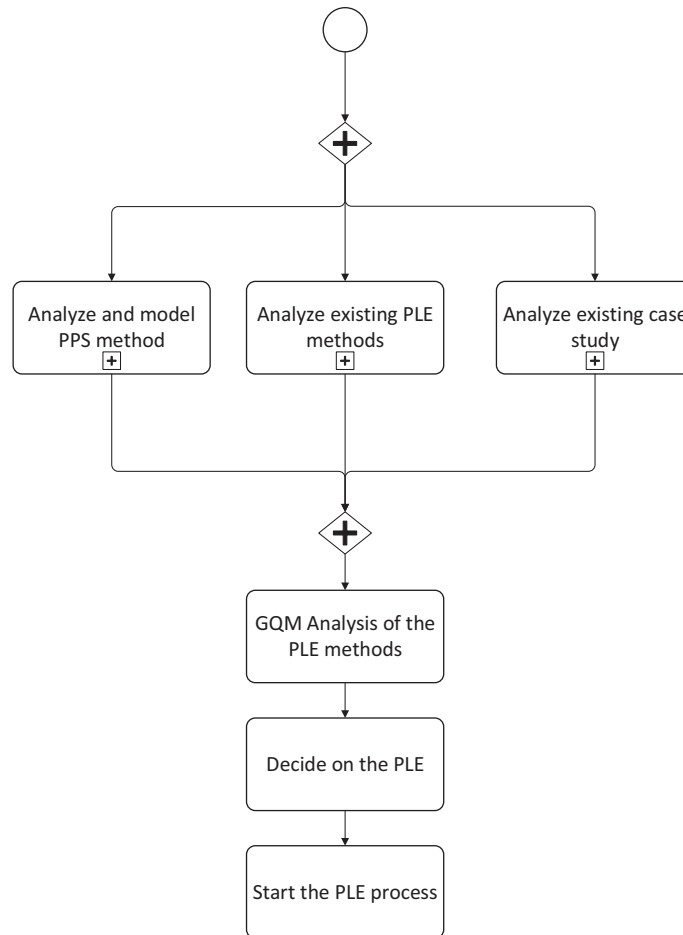 Analyze and model
PPS method
Analyze existing PLE
methods
Analyze existing case
study
GQM Analysis of the
PLE methods
Decide on the PLE
Start the PLE process